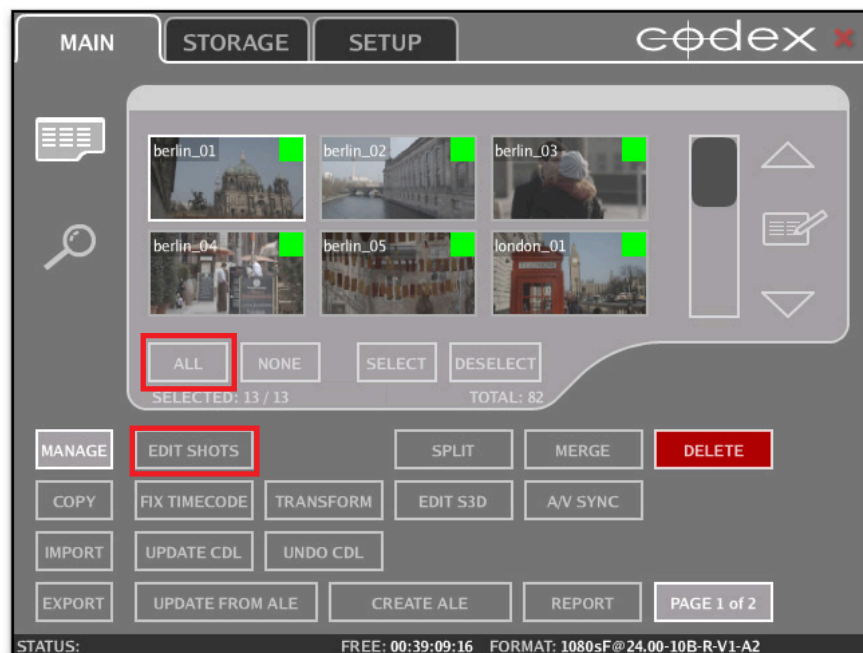 MAIN STORAGE SETUP codex
berlin_01 berlin_02 berlin_03
berlin_04 berlin_05 london_01
TELEPHONE
ALL NONE SELECT DESELECT
SELECTED: 13 / 13 TOTAL: 82
MANAGE EDIT SHOTS SPLIT MERGE DELETE
COPY FIX TIMECODE TRANSFORM EDIT S3D A/V SYNC
IMPORT UPDATE CDL UNDO CDL
EXPORT UPDATE FROM ALE CREATE ALE REPORT PAGE 1 of 2
STATUS: FREE: 00:39:09:16 FORMAT: 1080sF@24.00-10B-R-V1-A2